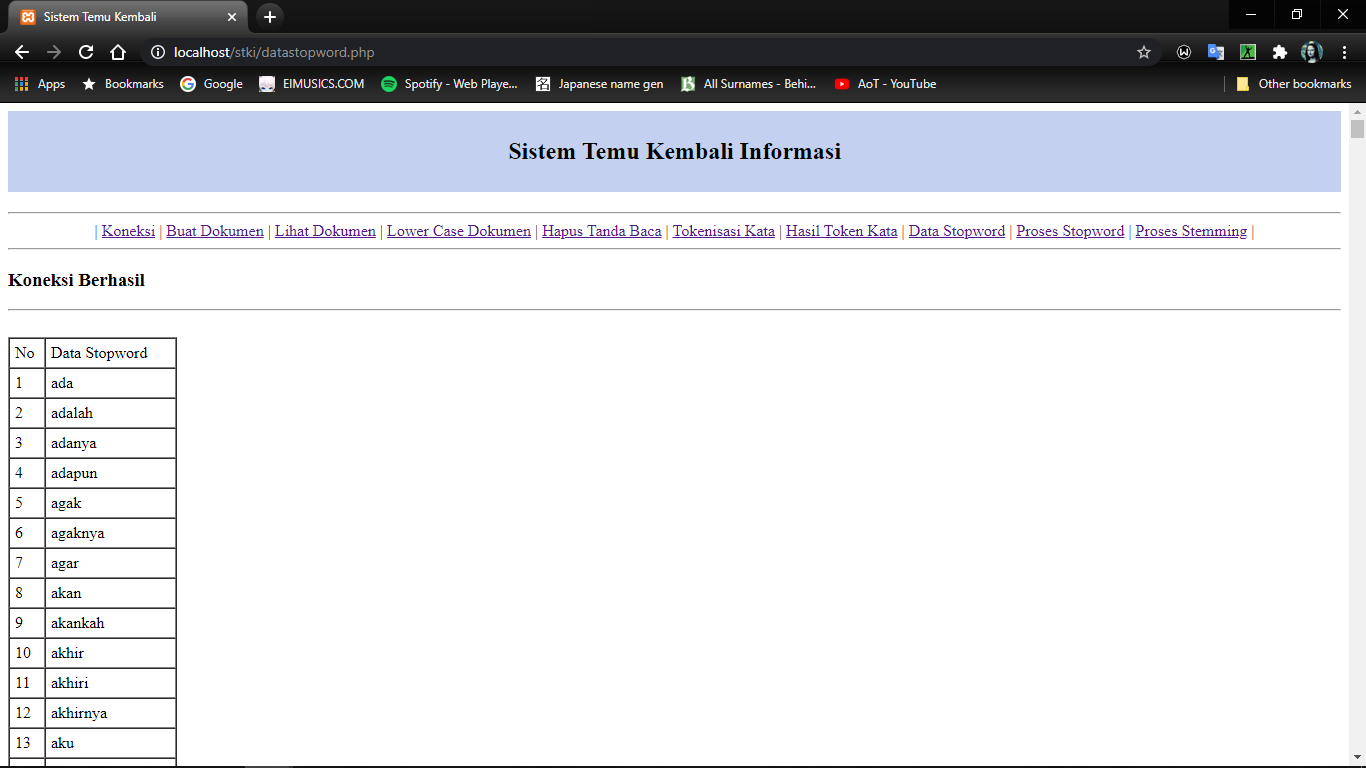 Sistem Temu Kembali
localhost/stki/datastopword.php
Apps Bookmarks Google EIMUSICS.COM Spotify - Web Playe... Japanese name gen All Surnames - Behi... AoT - YouTube Other bookmarks
Sistem Temu Kembali Informasi
| Koneksi | Buat Dokumen | Lihat Dokumen | Lower Case Dokumen | Hapus Tanda Baca | Tokenisasi Kata | Hasil Token Kata | Data Stopword | Proses Stopword | Proses Stemming |
Koneksi Berhasil
No Data Stopword
1 ada
2 adalah
3 adanya
4 adapun
5 agak
6 agaknya
7 agar
8 akan
9 akankah
10 akhir
11 akhiri
12 akhirnya
13 aku